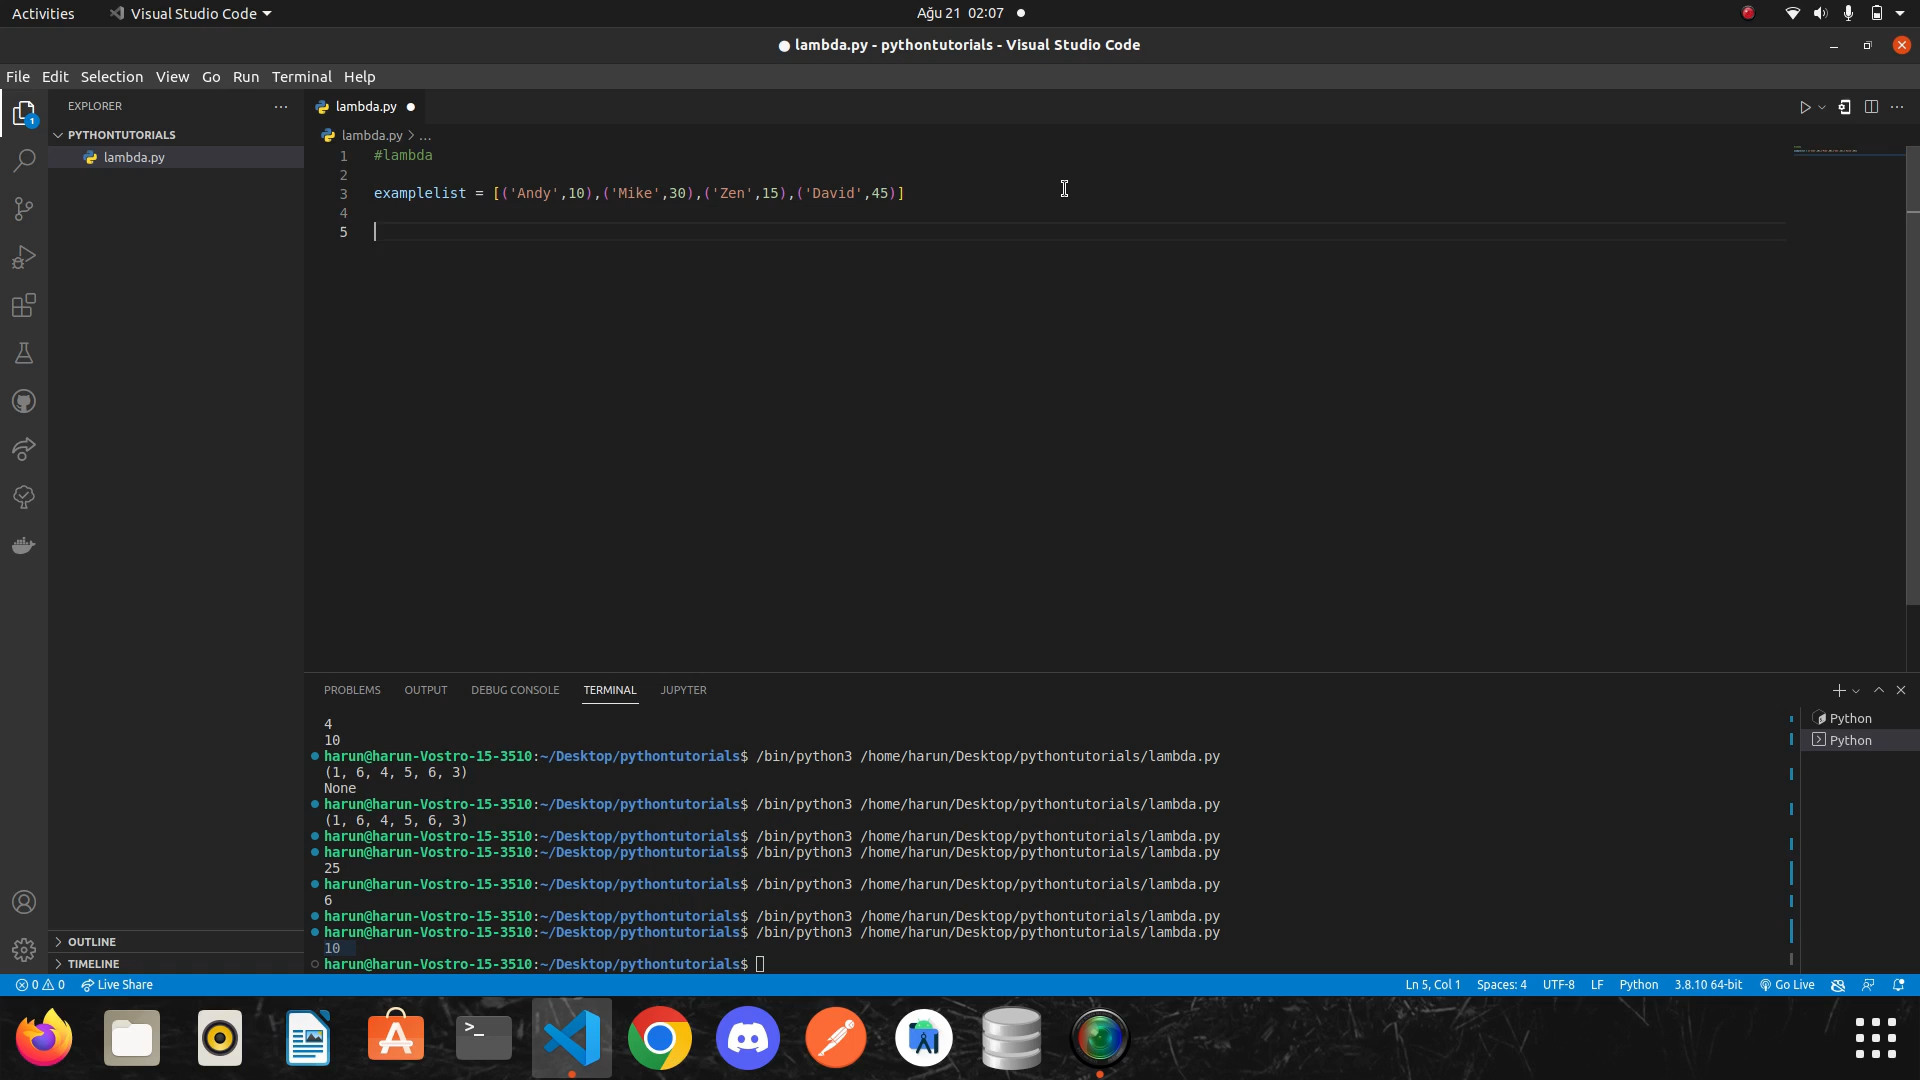 Activities
Visual Studio Code
Ağu 21 02:07
lambda.py - pythontutorials - Visual Studio Code
File Edit Selection View Go Run Terminal Help
EXPLORER
PYTHONTUTORIALS
lambda.py
1
lambda.py
lambda.py > ...
1 #lambda
2
3 examplelist = [('Andy',10),('Mike',30),('Zen',15),('David',45)]
4
5
PROBLEMS OUTPUT DEBUG CONSOLE TERMINAL JUPYTER
4
10
harun@harun-Vostro-15-3510:~/Desktop/pythontutorials$ /bin/python3 /home/harun/Desktop/pythontutorials/lambda.py
(1, 6, 4, 5, 6, 3)
None
harun@harun-Vostro-15-3510:~/Desktop/pythontutorials$ /bin/python3 /home/harun/Desktop/pythontutorials/lambda.py
(1, 6, 4, 5, 6, 3)
harun@harun-Vostro-15-3510:~/Desktop/pythontutorials$ /bin/python3 /home/harun/Desktop/pythontutorials/lambda.py
harun@harun-Vostro-15-3510:~/Desktop/pythontutorials$ /bin/python3 /home/harun/Desktop/pythontutorials/lambda.py
25
harun@harun-Vostro-15-3510:~/Desktop/pythontutorials$ /bin/python3 /home/harun/Desktop/pythontutorials/lambda.py
6
harun@harun-Vostro-15-3510:~/Desktop/pythontutorials$ /bin/python3 /home/harun/Desktop/pythontutorials/lambda.py
harun@harun-Vostro-15-3510:~/Desktop/pythontutorials$ /bin/python3 /home/harun/Desktop/pythontutorials/lambda.py
10
harun@harun-Vostro-15-3510:~/Desktop/pythontutorials$
Python
Python
OUTLINE
TIMELINE
0 0 Live Share
Ln 5, Col 1 Spaces: 4 UTF-8 LF Python 3.8.10 64-bit Go Live